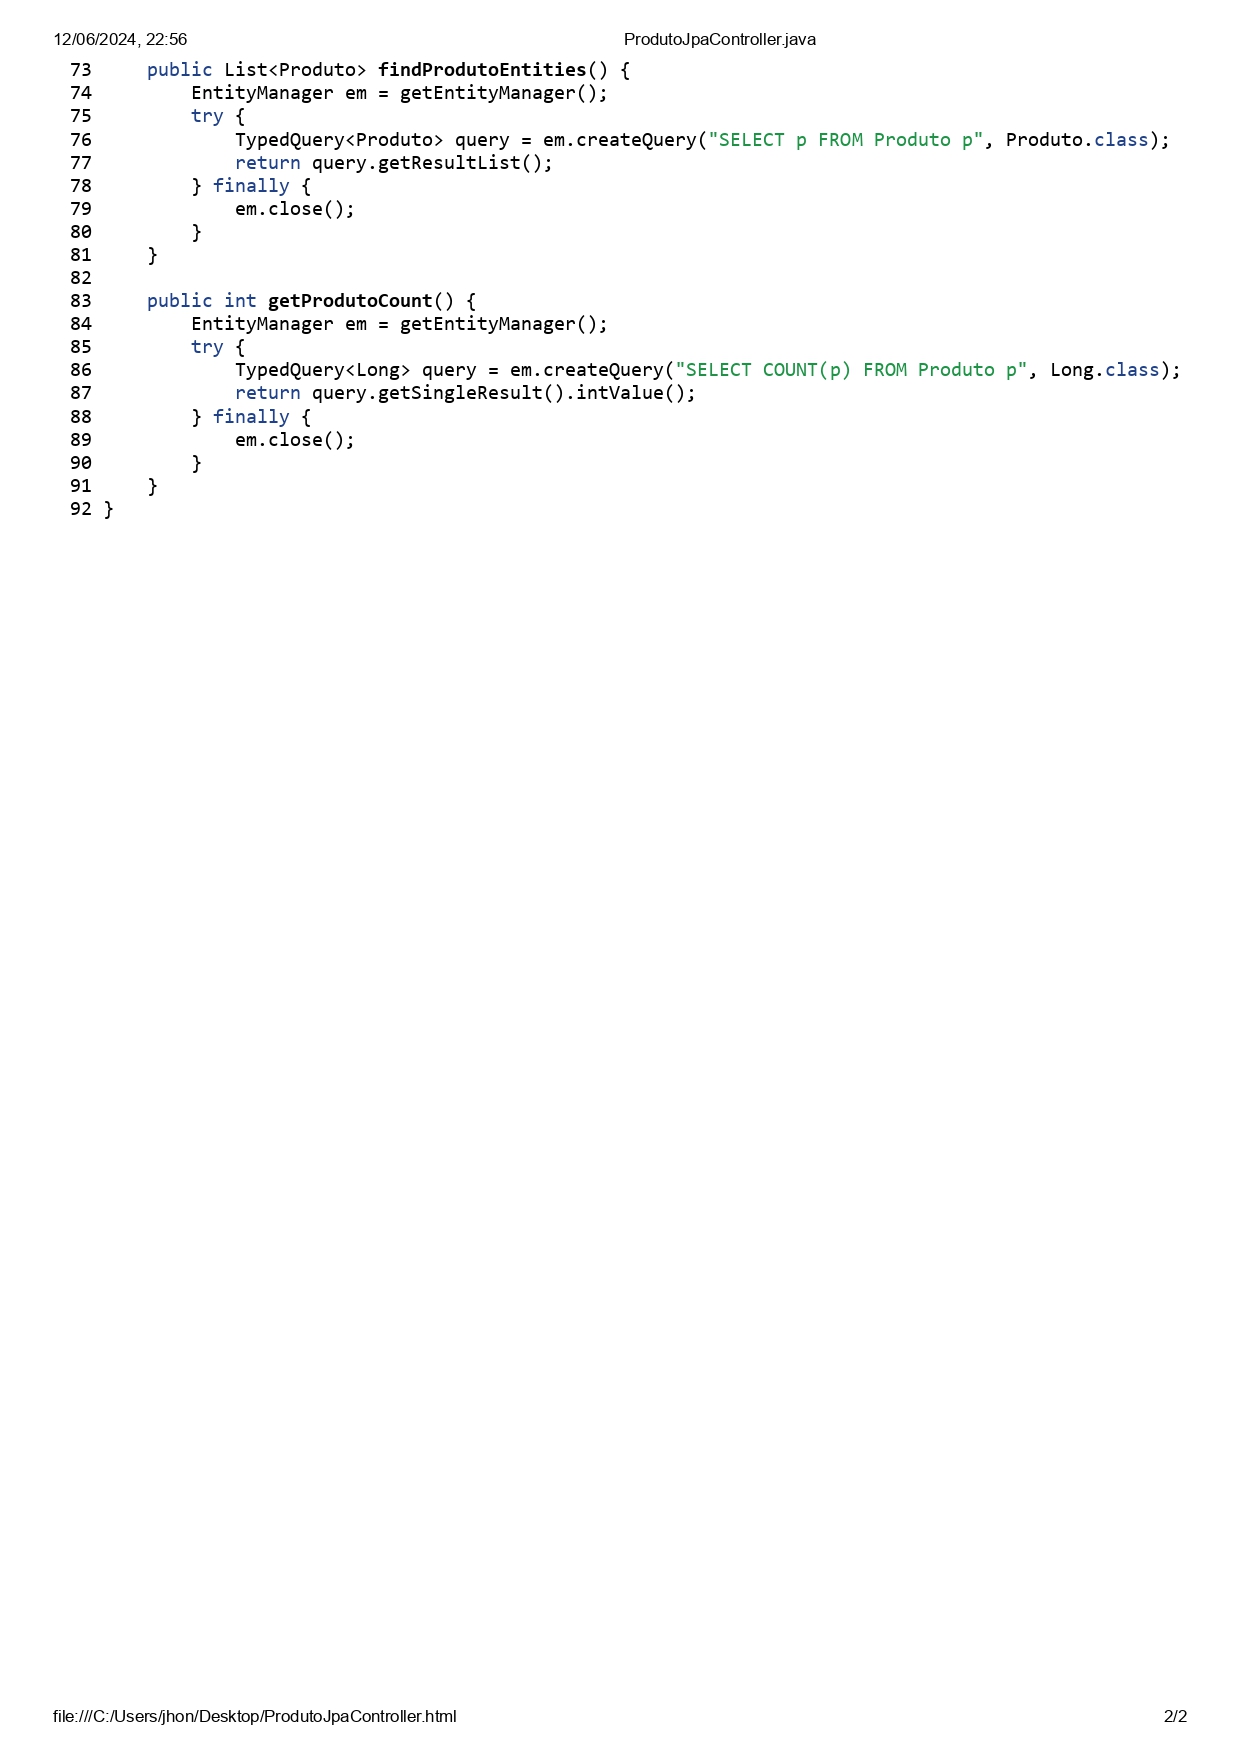 12/06/2024, 22:56 ProdutoJpaController.java
73     public List<Produto> findProdutoEntities() {
74         EntityManager em = getEntityManager();
75         try {
76             TypedQuery<Produto> query = em.createQuery("SELECT p FROM Produto p", Produto.class);
77             return query.getResultList();
78         } finally {
79             em.close();
80         }
81     }
82
83     public int getProdutoCount() {
84         EntityManager em = getEntityManager();
85         try {
86             TypedQuery<Long> query = em.createQuery("SELECT COUNT(p) FROM Produto p", Long.class);
87             return query.getSingleResult().intValue();
88         } finally {
89             em.close();
90         }
91     }
92 }
file:///C:/Users/jhon/Desktop/ProdutoJpaController.html 2/2